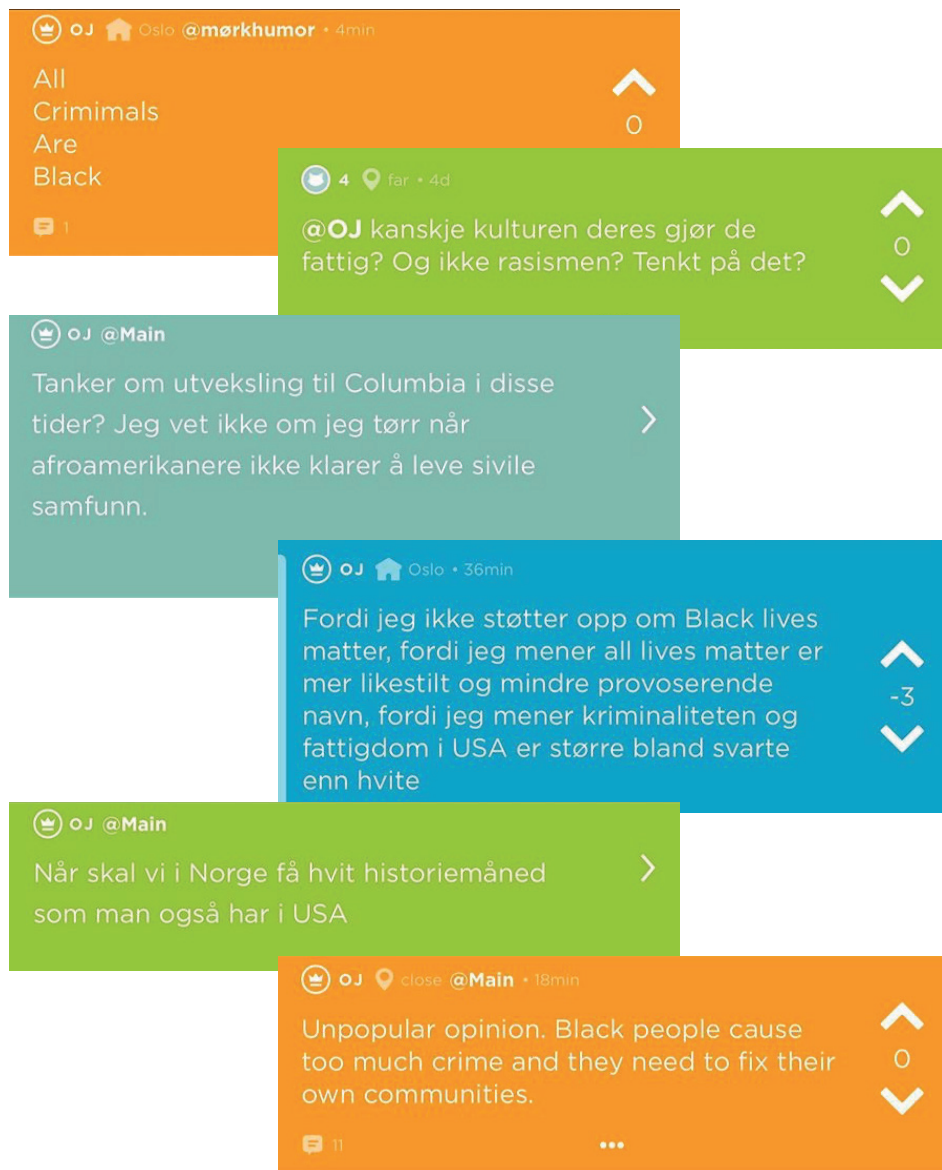 OJ Oslo @mørkhumor • 4min
All
Crimimals
Are
Black
0
1
4 far • 4d
@OJ kanskje kulturen deres gjør de
fattig? Og ikke rasismen? Tenkt på det?
0
OJ @Main
Tanker om utveksling til Columbia i disse
tider? Jeg vet ikke om jeg tørr når
afroamerikanere ikke klarer å leve sivile
samfunn.
OJ Oslo • 36min
Fordi jeg ikke støtter opp om Black lives
matter, fordi jeg mener all lives matter er
mer likestilt og mindre provoserende
navn, fordi jeg mener kriminaliteten og
fattigdom i USA er større bland svarte
enn hvite
-3
OJ @Main
Når skal vi i Norge få hvit historiemåned
som man også har i USA
OJ close @Main • 18min
Unpopular opinion. Black people cause
too much crime and they need to fix their
own communities.
0
11